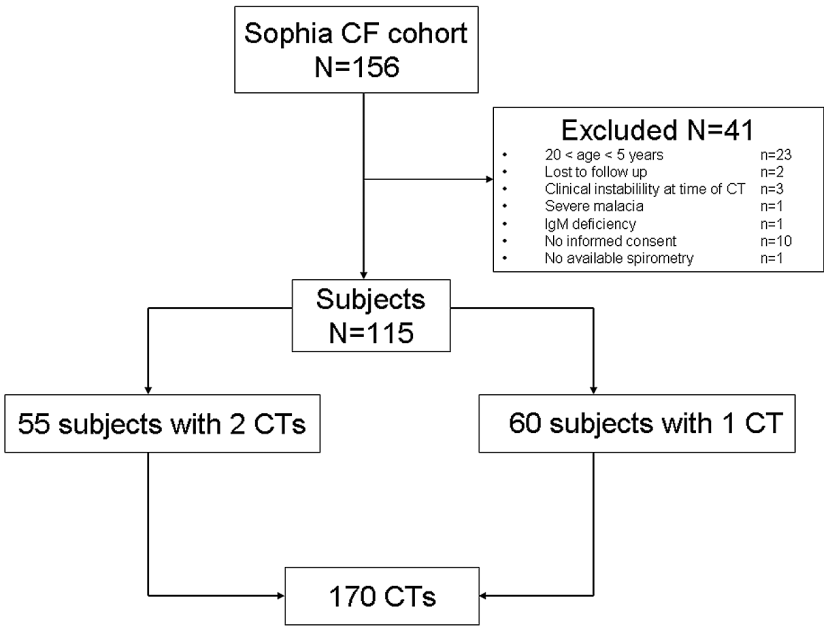 Sophia CF cohort
N=156
Excluded N=41
• 20 < age < 5 years n=23
• Lost to follow up n=2
• Clinical instabilility at time of CT n=3
• Severe malacia n=1
• IgM deficiency n=1
• No informed consent n=10
• No available spirometry n=1
Subjects
N=115
55 subjects with 2 CTs
60 subjects with 1 CT
170 CTs